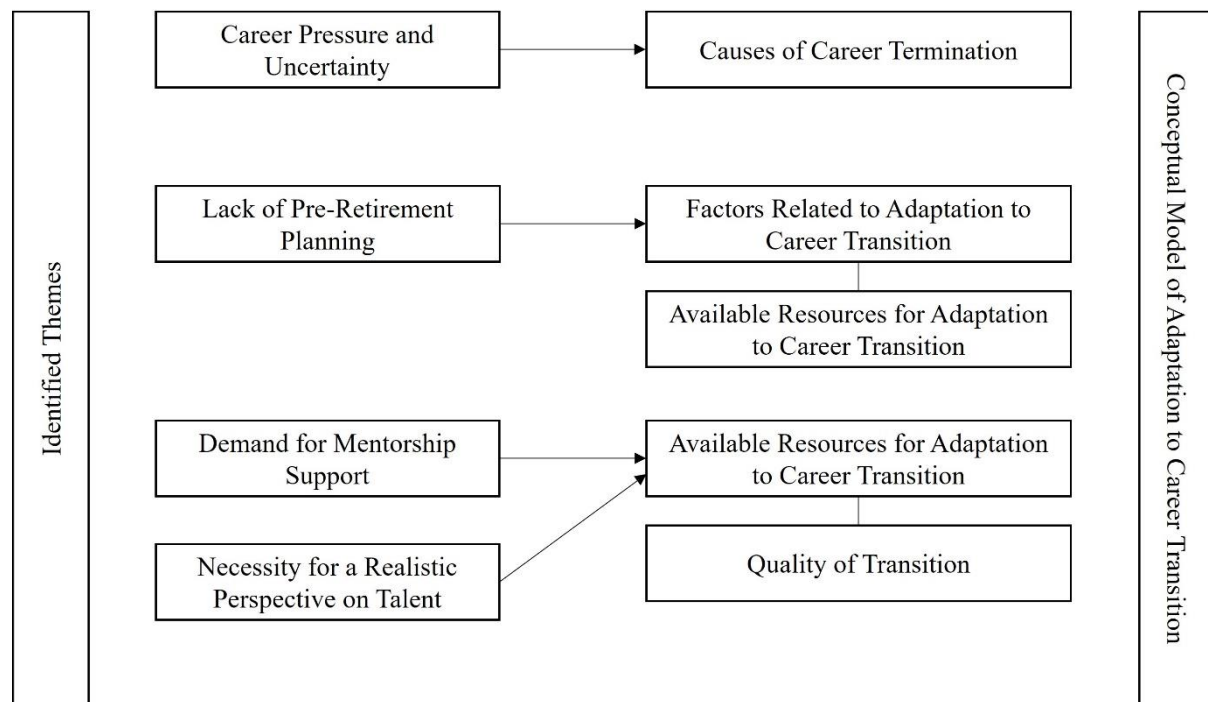 Identified Themes
Career Pressure and
Uncertainty
Causes of Career Termination
Lack of Pre-Retirement
Planning
Factors Related to Adaptation to
Career Transition
Available Resources for Adaptation
to Career Transition
Demand for Mentorship
Support
Available Resources for Adaptation
to Career Transition
Necessity for a Realistic
Perspective on Talent
Quality of Transition
Conceptual Model of Adaptation to Career Transition